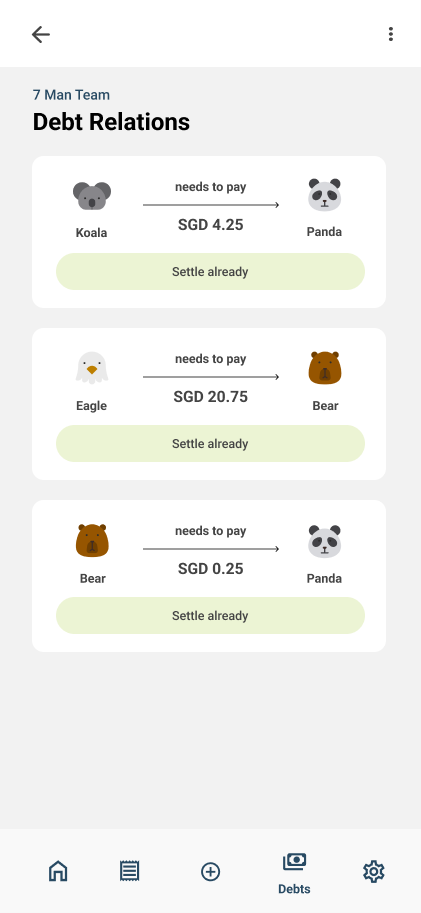 7 Man Team
Debt Relations
needs to pay
SGD 4.25
Koala
Panda
Settle already
needs to pay
SGD 20.75
Eagle
Bear
Settle already
needs to pay
SGD 0.25
Bear
Panda
Settle already
Debts